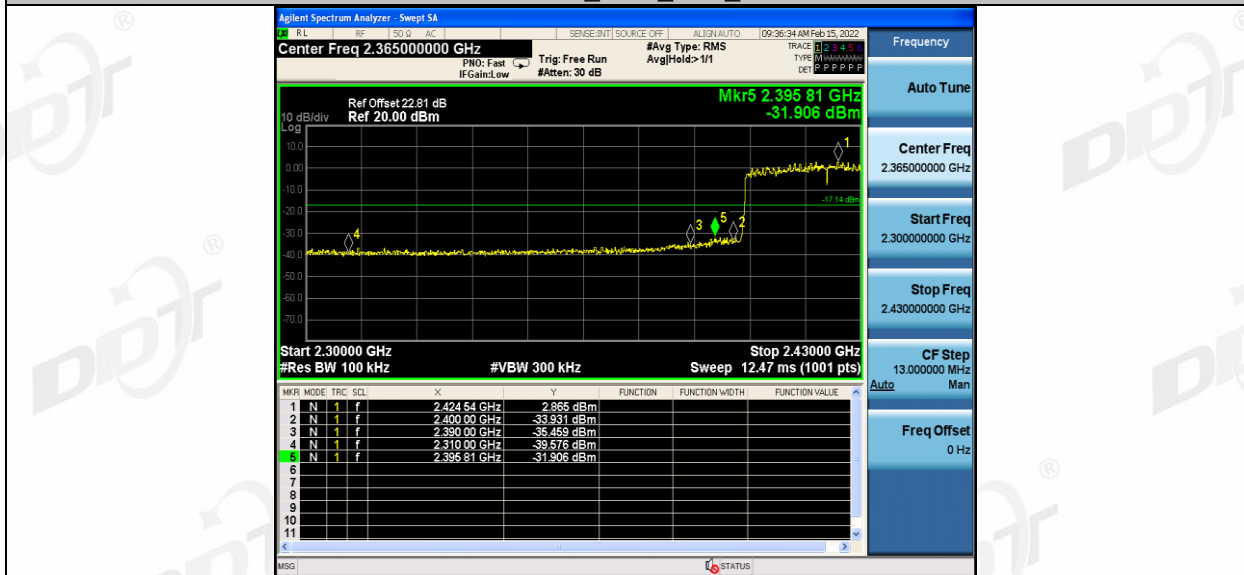 Agilent Spectrum Analyzer - Swept SA
RL RF 50 Ω AC SENSE:INT SOURCE OFF ALIGN AUTO 09:36:34 AM Feb 15, 2022
Center Freq 2.365000000 GHz
PNO: Fast
IFGain:Low
Trig: Free Run
#Atten: 30 dB
#Avg Type: RMS
Avg|Hold:>1/1
TRACE 1 2 3 4 5 6
TYPE M
DET P P P P P P
Mkr5 2.395 81 GHz
-31.906 dBm
Ref Offset 22.81 dB
10 dB/div Ref 20.00 dBm
Log
10.0
0.00
-10.0
-20.0
-30.0
-40.0
-50.0
-60.0
-70.0
-17.14 dBm
1
3
5
2
4
Start 2.30000 GHz Stop 2.43000 GHz
#Res BW 100 kHz #VBW 300 kHz Sweep 12.47 ms (1001 pts)
MKR MODE TRC SCL X Y FUNCTION FUNCTION WIDTH FUNCTION VALUE
1 N 1 f 2.424 54 GHz 2.865 dBm
2 N 1 f 2.400 00 GHz -33.931 dBm
3 N 1 f 2.390 00 GHz -35.459 dBm
4 N 1 f 2.310 00 GHz -39.576 dBm
5 N 1 f 2.395 81 GHz -31.906 dBm
6
7
8
9
10
11
MSG STATUS
Frequency
Auto Tune
Center Freq
2.365000000 GHz
Start Freq
2.300000000 GHz
Stop Freq
2.430000000 GHz
CF Step
13.000000 MHz
Auto Man
Freq Offset
0 Hz
DDT
®
DDT
®
DDT
®
DDT
®